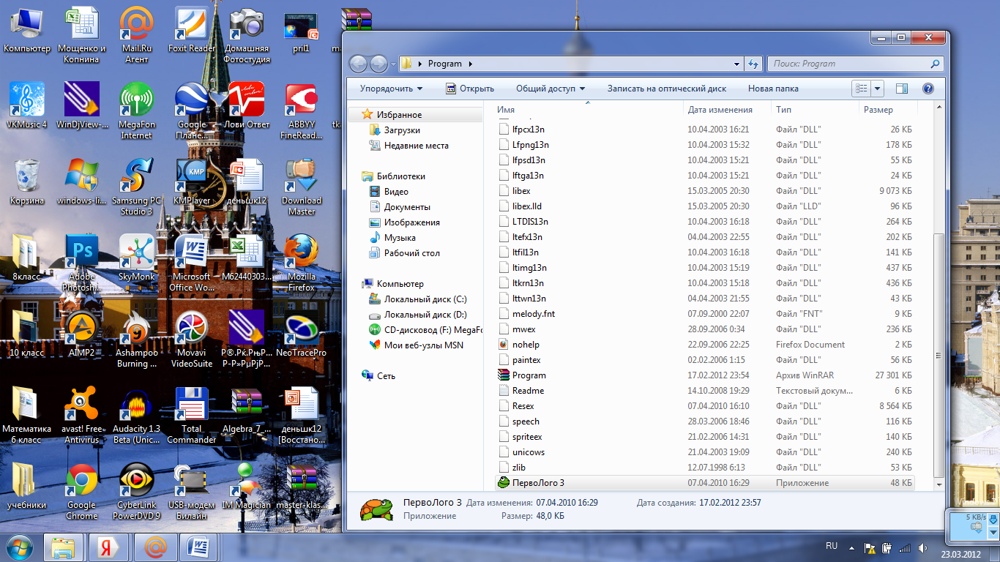 Компьютер
Мощенко и
Копнина
Mail.Ru
Агент
Foxit Reader
Домашняя
Фотостудия
pril1
VKMusic 4
WinDjView-...
MegaFon
Internet
Google
Плане...
Лови Ответ
ABBYY
FineRead...
Корзина
windows-li...
Samsung PC
Studio 3
KMPlayer
деньшк12
Download
Master
8класс
Adobe
Photosh...
SkyMonk
Microsoft
Office Wo...
M62440303...
Mozilla
Firefox
10 класс
AIMP2
Ashampoo
Burning ...
Movavi
VideoSuite
Р®.Рќ.РњР...
Р-Р»РµРјР...
NeoTracePro
Математика
6 класс
avast! Free
Antivirus
Audacity 1.3
Beta (Unic...
Total
Commander
Algebra_7_...
деньшк12
[Восстано...
учебники
Google
Chrome
CyberLink
PowerDVD 9
USB-модем
Билайн
IM Magician
master-klas...
Program
Поиск: Program
Упорядочить
Открыть
Общий доступ
Записать на оптический диск
Новая папка
Избранное
Загрузки
Недавние места
Библиотеки
Видео
Документы
Изображения
Музыка
Рабочий стол
Компьютер
Локальный диск (C:)
Локальный диск (D:)
CD-дисковод (F:) MegaFo
Мои веб-узлы MSN
Сеть
Имя Дата изменения Тип Размер
lfpcx13n 10.04.2003 16:21 Файл "DLL" 26 КБ
Lfpng13n 10.04.2003 15:32 Файл "DLL" 178 КБ
lfpsd13n 10.04.2003 15:21 Файл "DLL" 55 КБ
lftga13n 10.04.2003 15:21 Файл "DLL" 24 КБ
libex 15.03.2005 20:30 Файл "DLL" 9 073 КБ
libex.lld 15.03.2005 20:30 Файл "LLD" 96 КБ
LTDIS13n 10.04.2003 16:18 Файл "DLL" 264 КБ
ltefx13n 04.04.2003 22:55 Файл "DLL" 202 КБ
ltfil13n 10.04.2003 16:18 Файл "DLL" 141 КБ
ltimg13n 10.04.2003 15:19 Файл "DLL" 437 КБ
ltkrn13n 10.04.2003 15:18 Файл "DLL" 436 КБ
lttwn13n 04.04.2003 21:55 Файл "DLL" 43 КБ
melody.fnt 07.09.2000 22:07 Файл "FNT" 9 КБ
mwex 28.09.2006 0:34 Файл "DLL" 236 КБ
nohelp 22.09.2006 22:25 Firefox Document 2 КБ
paintex 02.02.2006 1:15 Файл "DLL" 56 КБ
Program 17.02.2012 23:54 Архив WinRAR 27 301 КБ
Readme 14.10.2008 19:29 Текстовый докум... 6 КБ
Resex 07.04.2010 16:10 Файл "DLL" 8 564 КБ
speech 28.03.2006 18:46 Файл "DLL" 116 КБ
spriteex 21.02.2006 14:31 Файл "DLL" 140 КБ
unicows 21.04.2003 19:09 Файл "DLL" 240 КБ
zlib 12.07.1998 6:13 Файл "DLL" 53 КБ
ПервоЛого 3 07.04.2010 16:29 Приложение 48 КБ
ПервоЛого 3 Дата изменения: 07.04.2010 16:29 Дата создания: 17.02.2012 23:57
Приложение Размер: 48,0 КБ
5 KB/s
RU
23.03.2012